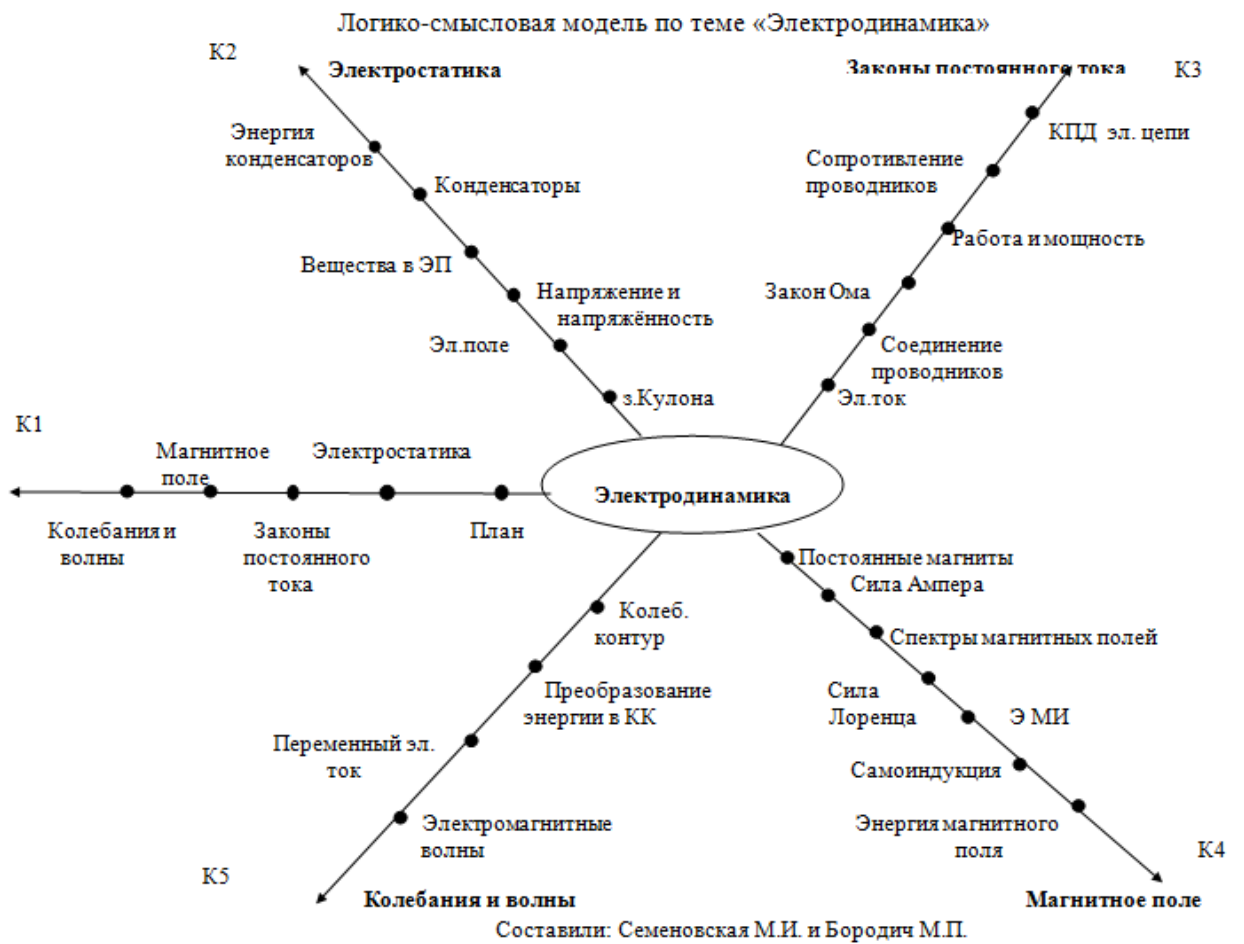 Логико-смысловая модель по теме «Электродинамика»
К2
Электростатика
Законы постоянного тока
К3
Энергия
конденсаторов
КПД эл. цепи
Сопротивление
проводников
Конденсаторы
Работа и мощность
Вещества в ЭП
Напряжение и
напряжённость
Закон Ома
Эл.поле
Соединение
проводников
з.Кулона
Эл.ток
К1
Магнитное
поле
Электростатика
Электродинамика
Колебания и
волны
Законы
постоянного
тока
План
Постоянные магниты
Сила Ампера
Колеб.
контур
Спектры магнитных полей
Преобразование
энергии в КК
Сила
Лоренца
Э МИ
Переменный эл.
ток
Самоиндукция
Электромагнитные
волны
Энергия магнитного
поля
К4
К5
Колебания и волны
Магнитное поле
Составили: Семеновская М.И. и Бородич М.П.